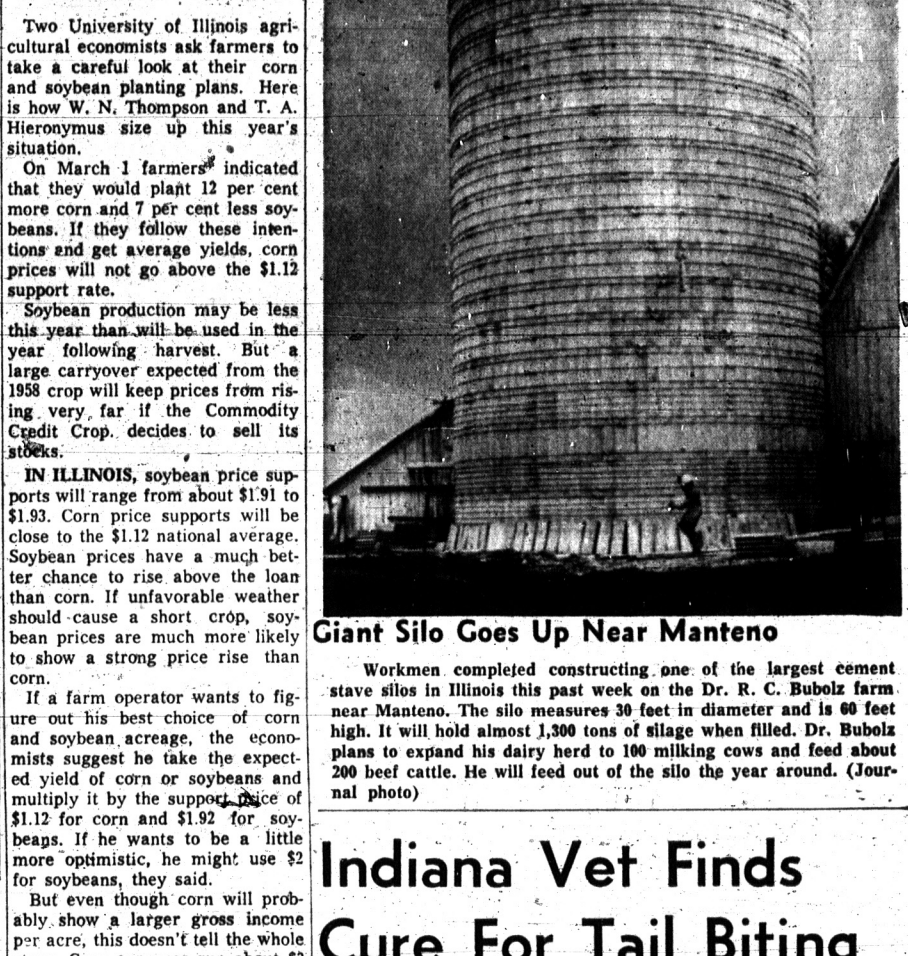 Two University of Illinois agri-
cultural economists ask farmers to
take a careful look at their corn
and soybean planting plans. Here
is how W. N. Thompson and T. A.
Hieronymus size up this year's
situation.
On March 1 farmers indicated
that they would plant 12 per cent
more corn and 7 per cent less soy-
beans. If they follow these inten-
tions and get average yields, corn
prices will not go above the $1.12
support rate.
Soybean production may be less
this year than will be used in the
year following harvest. But a
large carryover expected from the
1958 crop will keep prices from ris-
ing very far if the Commodity
Credit Crop. decides to sell its
stocks.
IN ILLINOIS, soybean price sup-
ports will range from about $1.91 to
$1.93. Corn price supports will be
close to the $1.12 national average.
Soybean prices have a much bet-
ter chance to rise above the loan
than corn. If unfavorable weather
should cause a short crop, soy-
bean prices are much more likely
to show a strong price rise than
corn.
If a farm operator wants to fig-
ure out his best choice of corn
and soybean acreage, the econo-
mists suggest he take the expect-
ed yield of corn or soybeans and
multiply it by the support price of
$1.12 for corn and $1.92 for soy-
beans. If he wants to be a little
more optimistic, he might use $2
for soybeans, they said.
But even though corn will prob-
ably show a larger gross income
per acre, this doesn't tell the whole
Giant Silo Goes Up Near Manteno
Workmen completed constructing one of the largest cement
stave silos in Illinois this past week on the Dr. R. C. Bubolz farm
near Manteno. The silo measures 30 feet in diameter and is 60 feet
high. It will hold almost 1,300 tons of silage when filled. Dr. Bubolz
plans to expand his dairy herd to 100 milking cows and feed about
200 beef cattle. He will feed out of the silo the year around. (Jour-
nal photo)
Indiana Vet Finds
Cure For Tail Biting